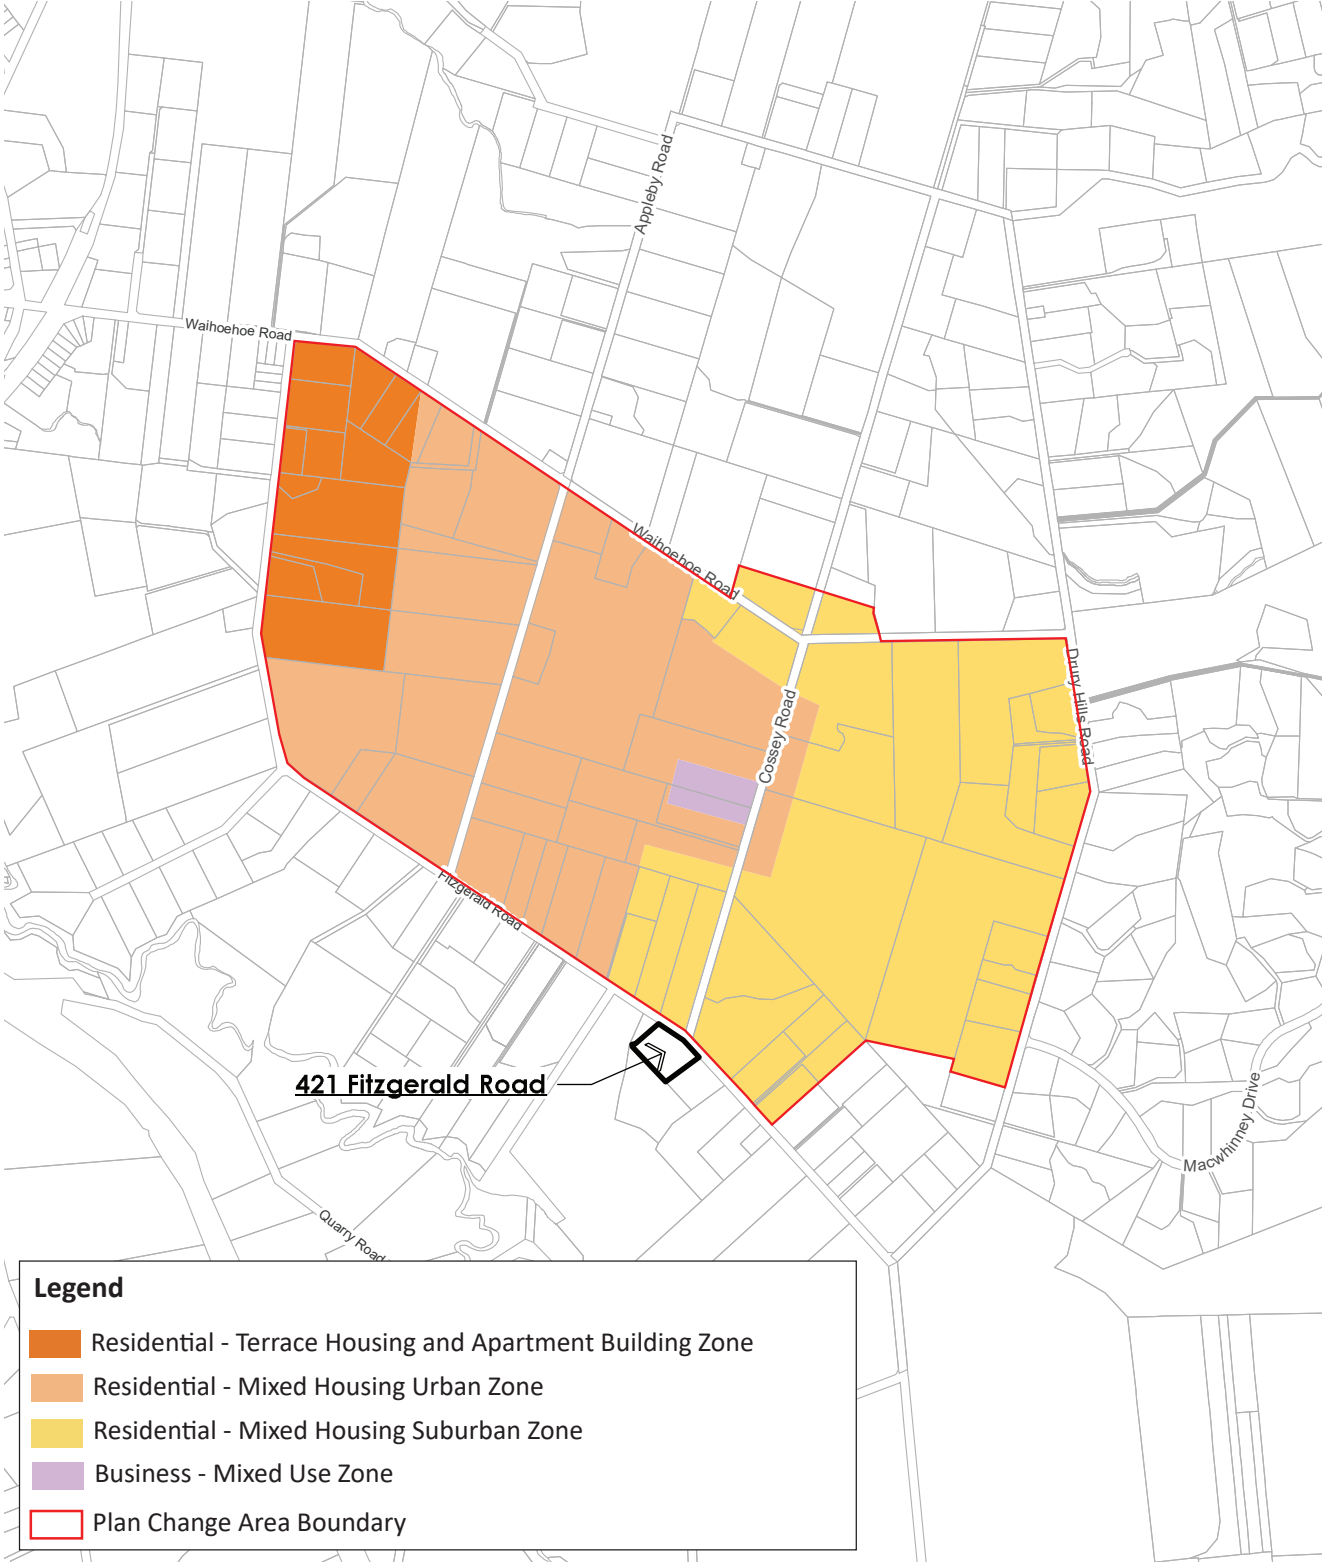 Appleby Road
Waihoehoe Road
Waihoehoe Road
Drury Hills Road
Cossey Road
Fitzgerald Road
421 Fitzgerald Road
Macwhinney Drive
Quarry Road
Legend
Residential - Terrace Housing and Apartment Building Zone
Residential - Mixed Housing Urban Zone
Residential - Mixed Housing Suburban Zone
Business - Mixed Use Zone
Plan Change Area Boundary